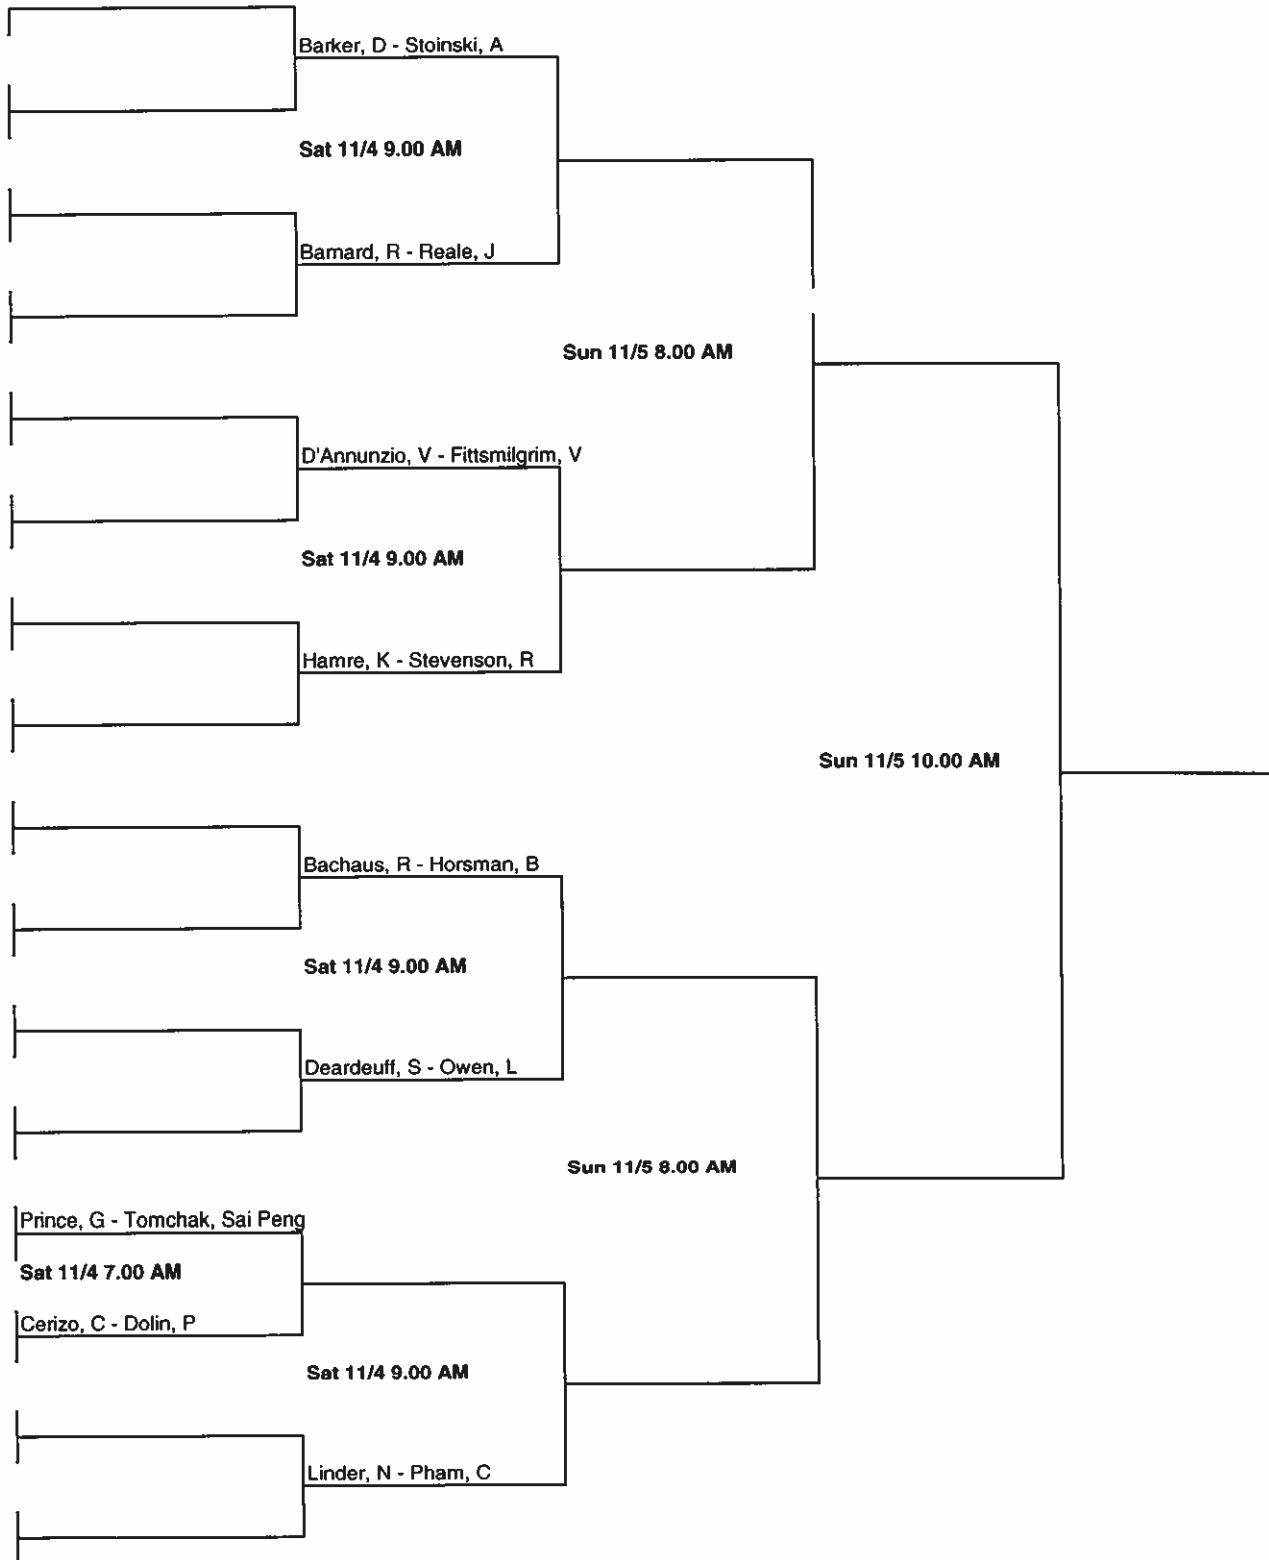 Barker, D - Stoinski, A
Sat 11/4 9.00 AM
Barnard, R - Reale, J
Sun 11/5 8.00 AM
D'Annunzio, V - Fittsmilgrim, V
Sat 11/4 9.00 AM
Hamre, K - Stevenson, R
Sun 11/5 10.00 AM
Bachaus, R - Horsman, B
Sat 11/4 9.00 AM
Deardeuff, S - Owen, L
Sun 11/5 8.00 AM
Prince, G - Tomchak, Sai Peng
Sat 11/4 7.00 AM
Cerizo, C - Dolin, P
Sat 11/4 9.00 AM
Linder, N - Pham, C